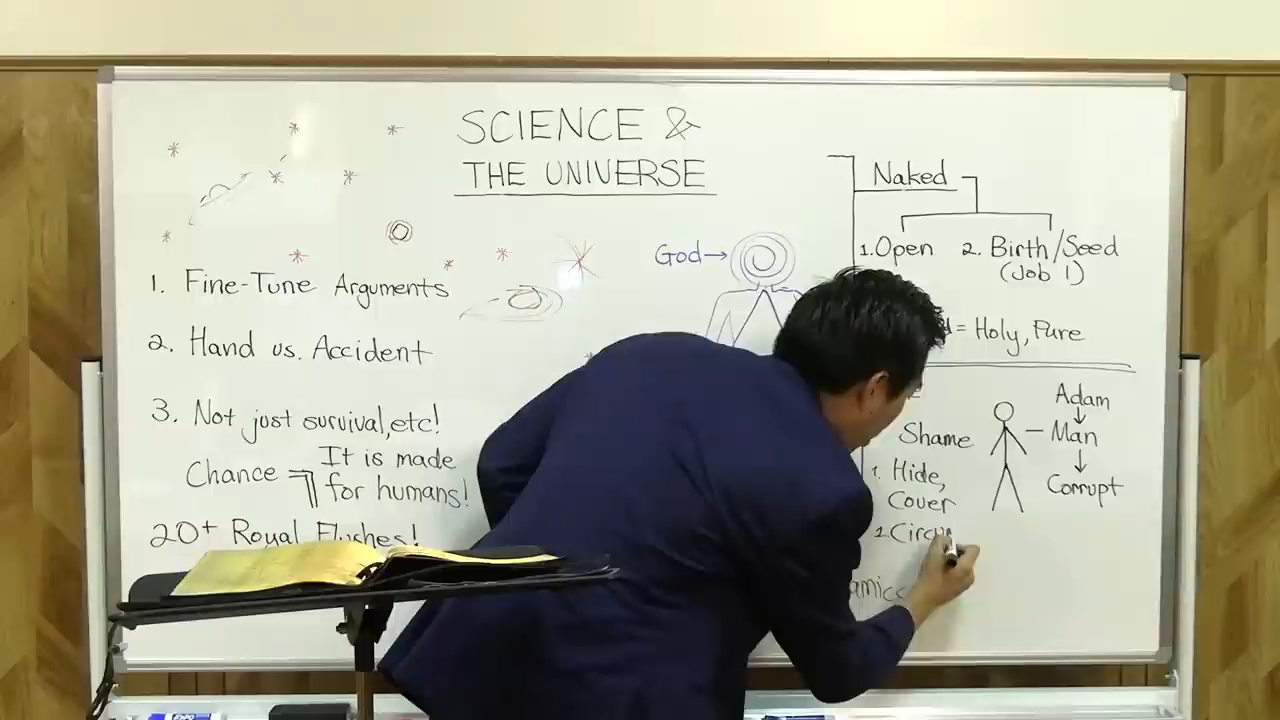 SCIENCE &
THE UNIVERSE
1. Fine-Tune Arguments
2. Hand vs. Accident
3. Not just survival, etc!
Chance
It is made
for humans!
20+ Royal Flushes!
God→
Naked
1. Open
2. Birth/Seed
(Job 1)
= Holy, Pure
Shame
1. Hide,
Cover
Adam
↓
Man
↓
Corrupt
EXPO